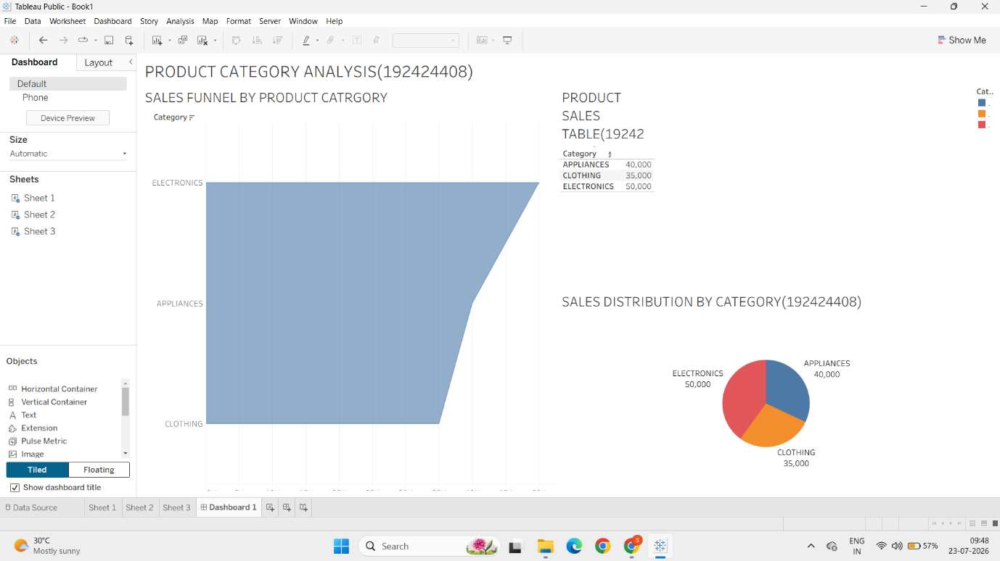 Tableau Public - Book1
File Data Worksheet Dashboard Story Analysis Map Format Server Window Help
Show Me
Dashboard
Layout
Default
Phone
Device Preview
Size
Automatic
Sheets
Sheet 1
Sheet 2
Sheet 3
Objects
Horizontal Container
Vertical Container
Text
Extension
Pulse Metric
Image
Tiled
Floating
Show dashboard title
PRODUCT CATEGORY ANALYSIS(192424408)
SALES FUNNEL BY PRODUCT CATRGORY
Category
ELECTRONICS
APPLIANCES
CLOTHING
PRODUCT
SALES
TABLE(19242
Category
APPLIANCES 40,000
CLOTHING 35,000
ELECTRONICS 50,000
Cat..
.
.
.
SALES DISTRIBUTION BY CATEGORY(192424408)
APPLIANCES
40,000
ELECTRONICS
50,000
CLOTHING
35,000
Data Source Sheet 1 Sheet 2 Sheet 3 Dashboard 1
30°C
Mostly sunny
Search
S
ENG
IN
57%
09:48
23-07-2026